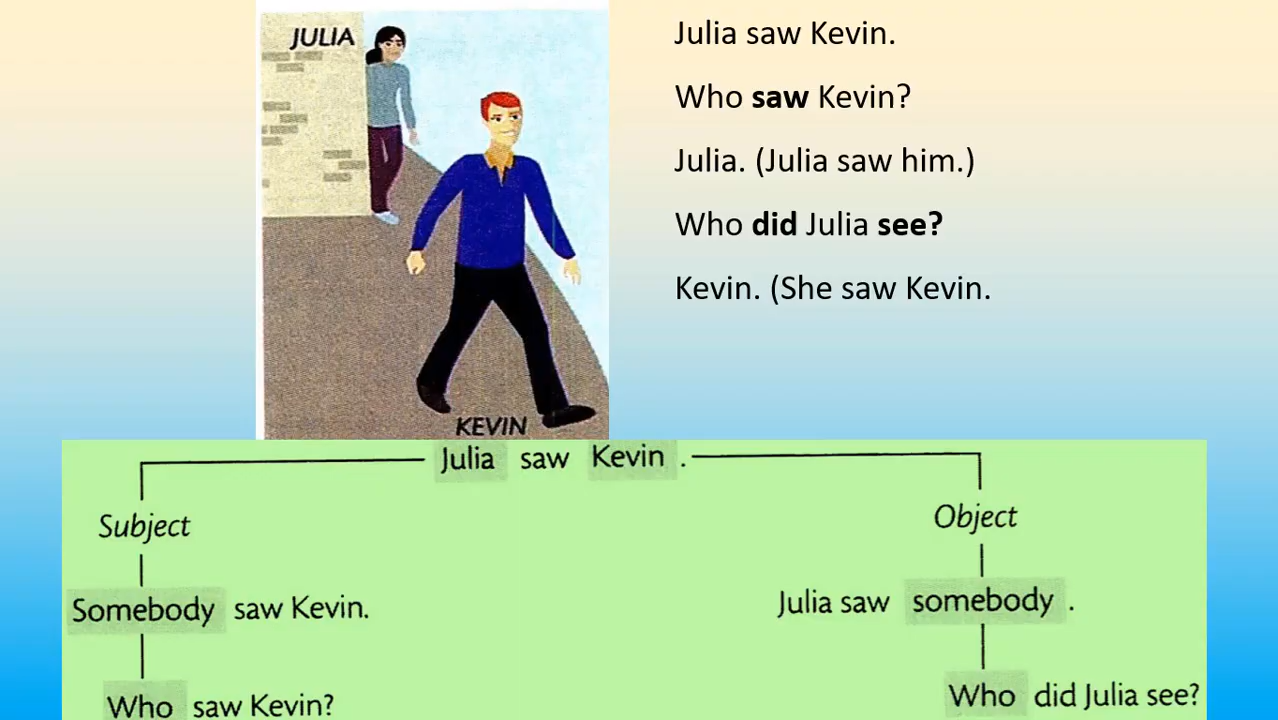 JULIA
KEVIN
Julia saw Kevin.
Who saw Kevin?
Julia. (Julia saw him.)
Who did Julia see?
Kevin. (She saw Kevin.
Julia saw Kevin .
Subject
Object
Somebody saw Kevin.
Julia saw somebody .
Who saw Kevin?
Who did Julia see?